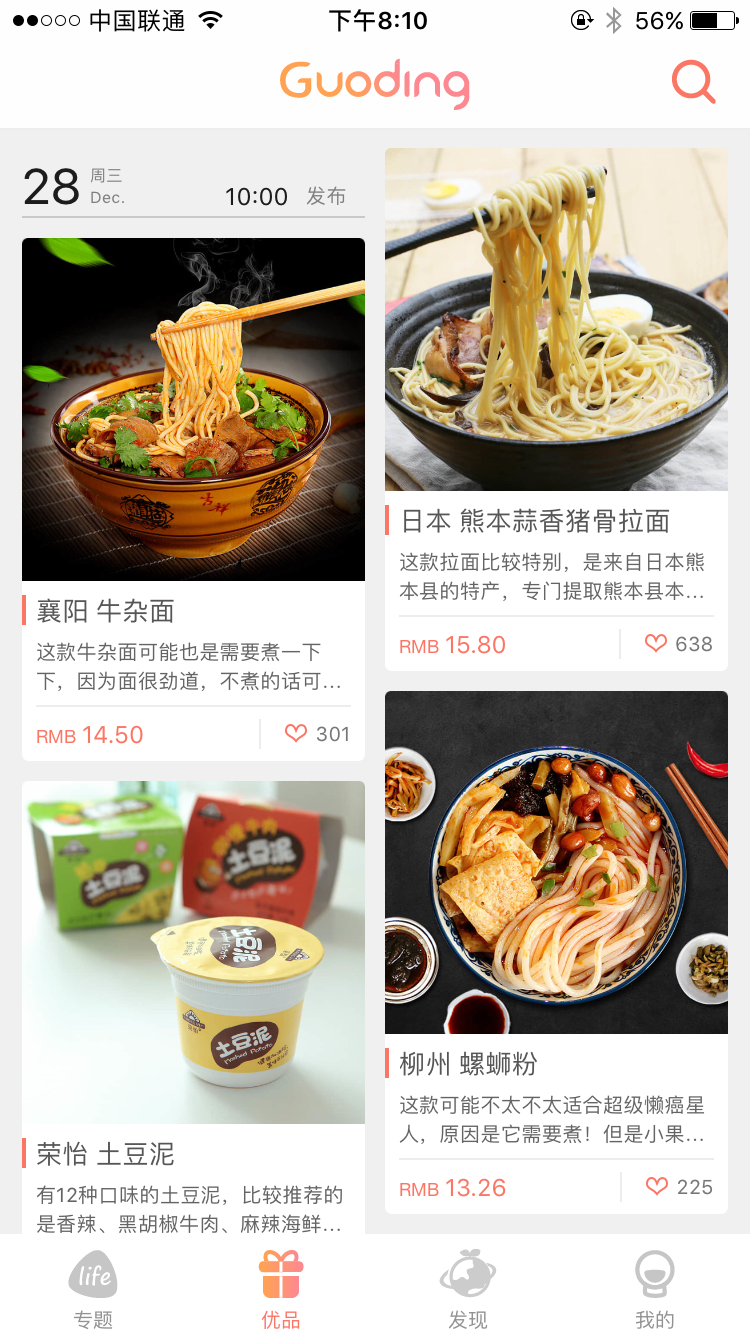 中国联通
下午8:10
56%
Guoding
28
周三
Dec.
10:00 发布
襄阳 牛杂面
这款牛杂面可能也是需要煮一下
下，因为面很劲道，不煮的话可...
RMB 14.50
301
土豆泥
土豆泥
土豆泥
土豆泥
Mashed Potato
荣怡 土豆泥
有12种口味的土豆泥，比较推荐的
是香辣、黑胡椒牛肉、麻辣海鲜...
日本 熊本蒜香猪骨拉面
这款拉面比较特别，是来自日本熊
本县的特产，专门提取熊本县本...
RMB 15.80
638
柳州 螺蛳粉
这款可能不太不太适合超级懒癌星
人，原因是它需要煮！但是小果...
RMB 13.26
225
life
专题
优品
发现
我的